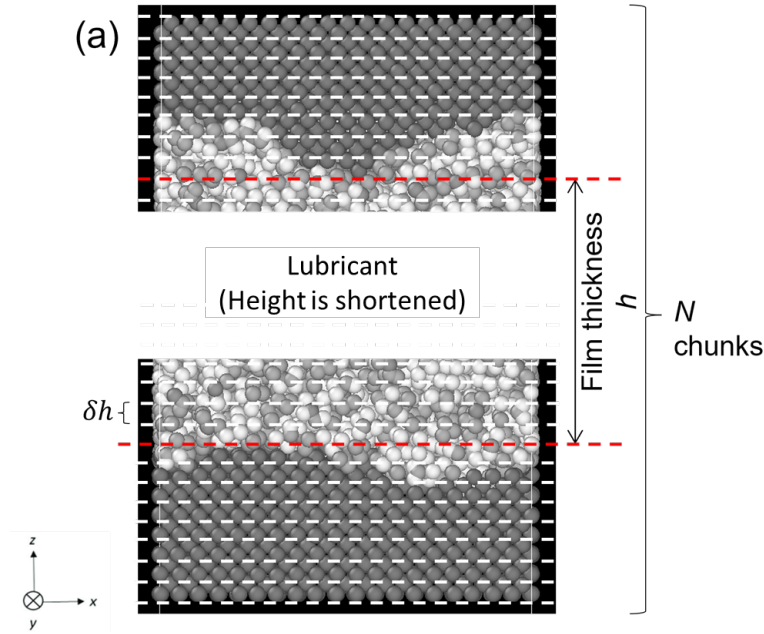 (a)
Lubricant
(Height is shortened)
Film thickness
h
N
chunks
δh
z
x
y